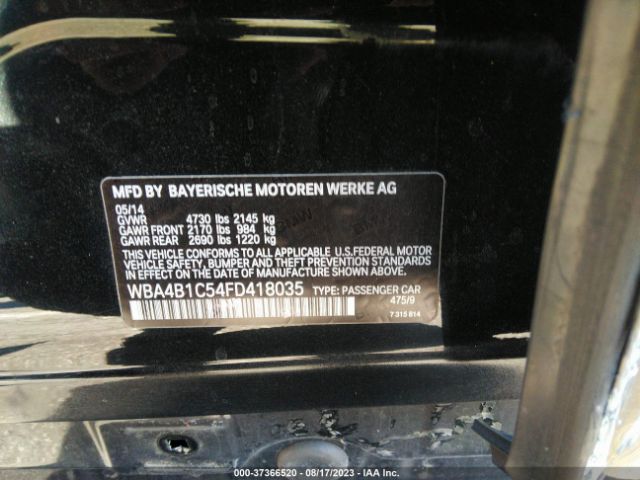 MFD BY BAYERISCHE MOTOREN WERKE AG
05/14
GVWR 4730 lbs 2145 kg
GAWR FRONT 2170 lbs 984 kg
GAWR REAR 2690 lbs 1220 kg
THIS VEHICLE CONFORMS TO ALL APPLICABLE U.S.FEDERAL MOTOR
VEHICLE SAFETY, BUMPER AND THEFT PREVENTION STANDARDS
IN EFFECT ON THE DATE OF MANUFACTURE SHOWN ABOVE.
WBA4B1C54FD418035 TYPE: PASSENGER CAR
475/9
7 315 814
000-37366520 - 08/17/2023 - IAA Inc.